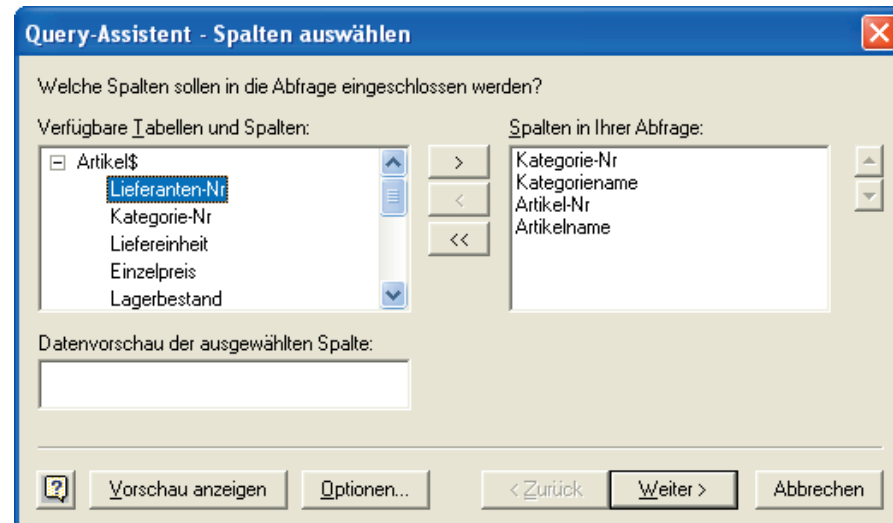 Query-Assistent - Spalten auswählen
Welche Spalten sollen in die Abfrage eingeschlossen werden?
Verfügbare Tabellen und Spalten:
Artikel$
Lieferanten-Nr
Kategorie-Nr
Liefereinheit
Einzelpreis
Lagerbestand
>
<
<<
Spalten in Ihrer Abfrage:
Kategorie-Nr
Kategoriename
Artikel-Nr
Artikelname
Datenvorschau der ausgewählten Spalte:
Vorschau anzeigen
Optionen...
< Zurück
Weiter >
Abbrechen